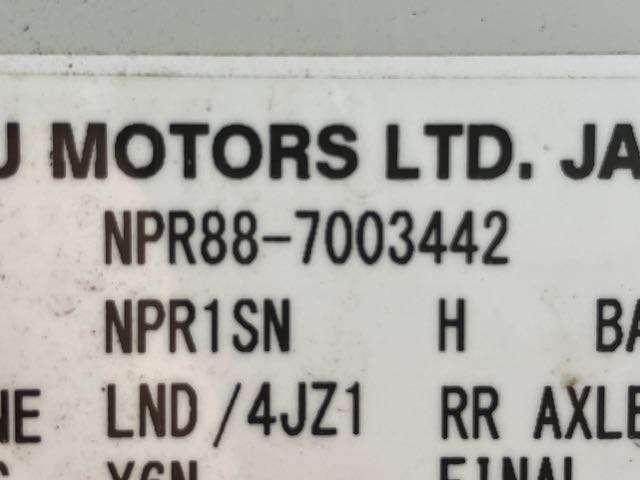 U MOTORS LTD. JA
NPR88-7003442
NPR1SN H BA
NE LND /4JZ1 RR AXLE